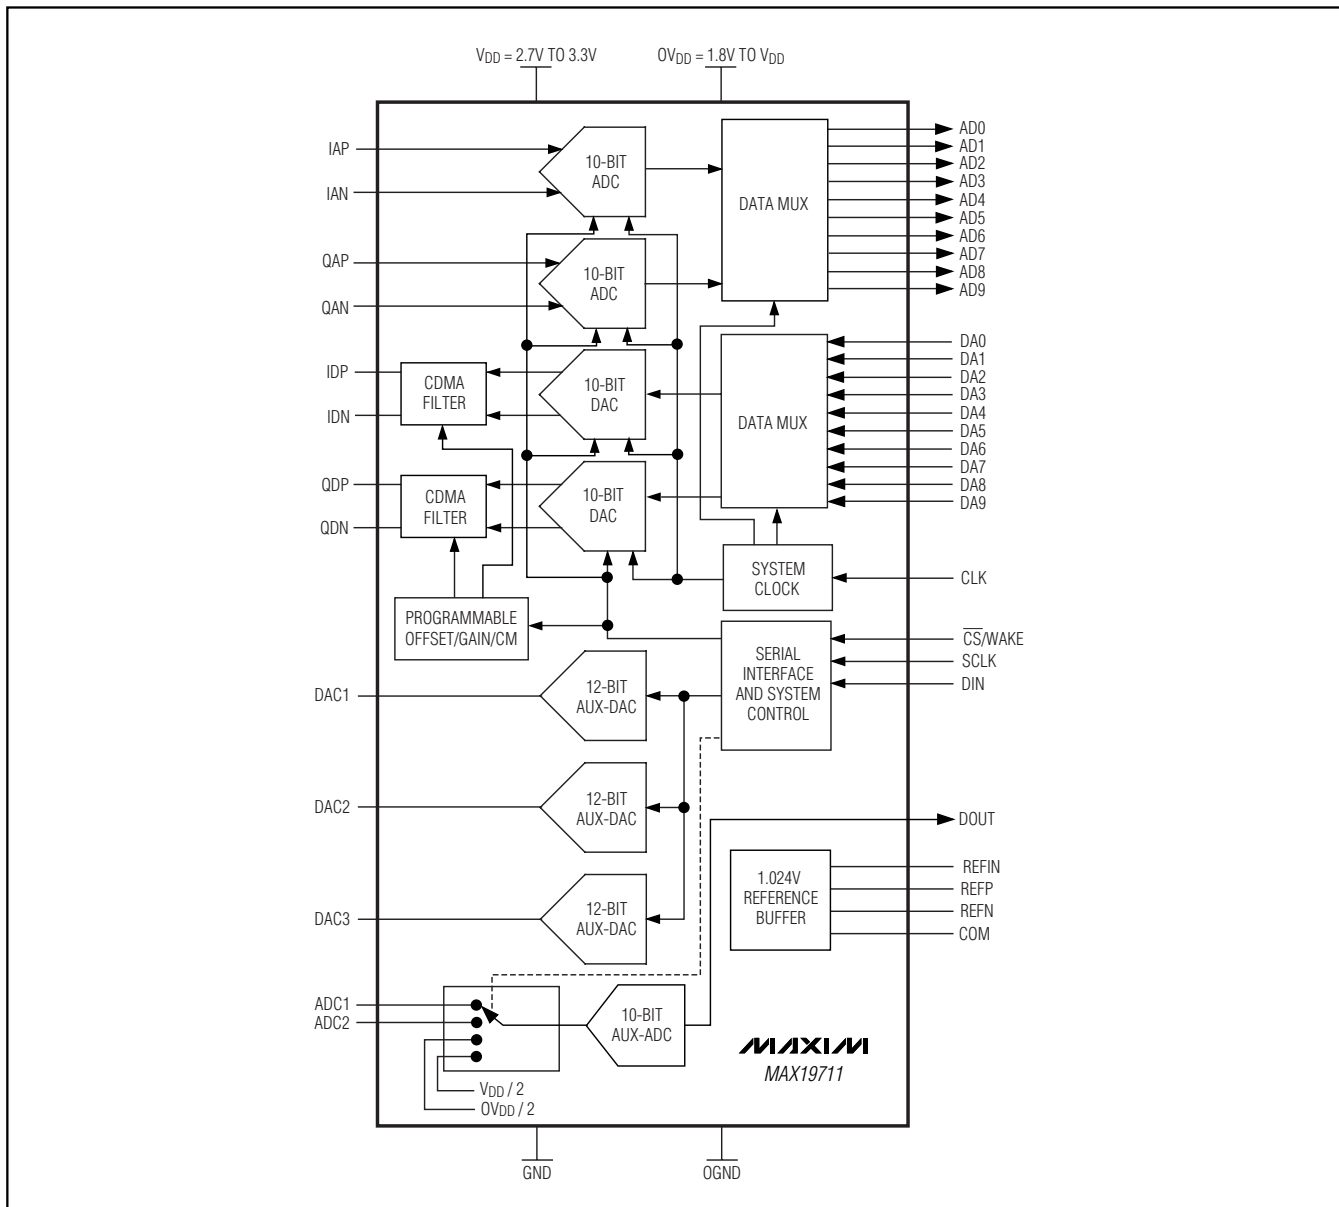 VDD = 2.7V TO 3.3V
OVDD = 1.8V TO VDD
IAP
IAN
QAP
QAN
IDP
IDN
QDP
QDN
DAC1
DAC2
DAC3
ADC1
ADC2
10-BIT
ADC
10-BIT
ADC
10-BIT
DAC
10-BIT
DAC
CDMA
FILTER
CDMA
FILTER
PROGRAMMABLE
OFFSET/GAIN/CM
12-BIT
AUX-DAC
12-BIT
AUX-DAC
12-BIT
AUX-DAC
10-BIT
AUX-ADC
VDD / 2
OVDD / 2
DATA MUX
DATA MUX
SYSTEM
CLOCK
SERIAL
INTERFACE
AND SYSTEM
CONTROL
1.024V
REFERENCE
BUFFER
MAXIM
MAX19711
AD0
AD1
AD2
AD3
AD4
AD5
AD6
AD7
AD8
AD9
DA0
DA1
DA2
DA3
DA4
DA5
DA6
DA7
DA8
DA9
CLK
CS/WAKE
SCLK
DIN
DOUT
REFIN
REFP
REFN
COM
GND
OGND